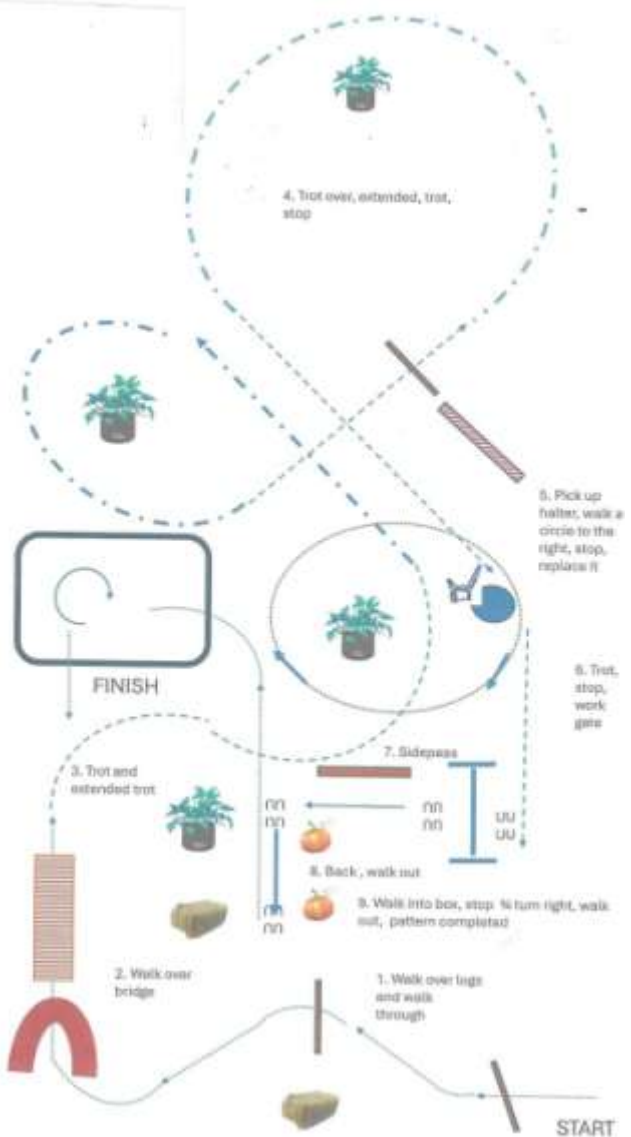 4. Trot over, extended, trot,
stop
5. Pick up
halter, walk a
circle to the
right, stop,
replace it
FINISH
6. Trot,
stop,
work
gate
7. Sidepass
3. Trot and
extended trot
8. Back, walk out
9. Walk into box, stop ¾ turn right, walk
out, pattern completed
2. Walk over
bridge
1. Walk over logs
and walk
through
START